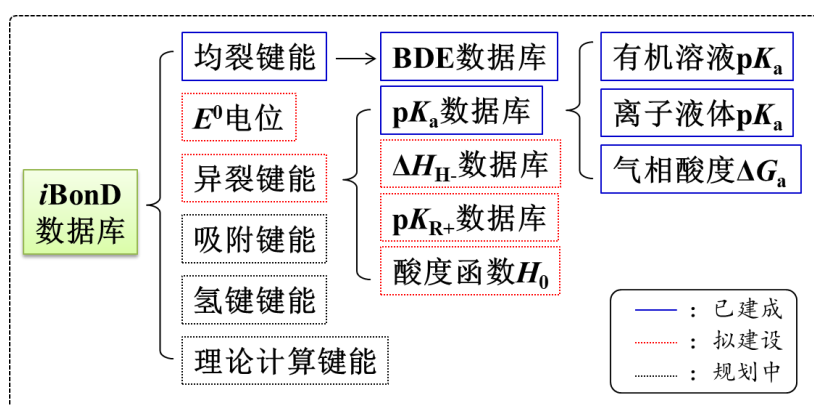 iBonD
数据库
均裂键能
E⁰电位
异裂键能
吸附键能
氢键键能
理论计算键能
BDE数据库
pKₐ数据库
ΔH_H-数据库
pK_R+数据库
酸度函数H₀
有机溶液pKₐ
离子液体pKₐ
气相酸度ΔGₐ
：已建成
：拟建设
：规划中